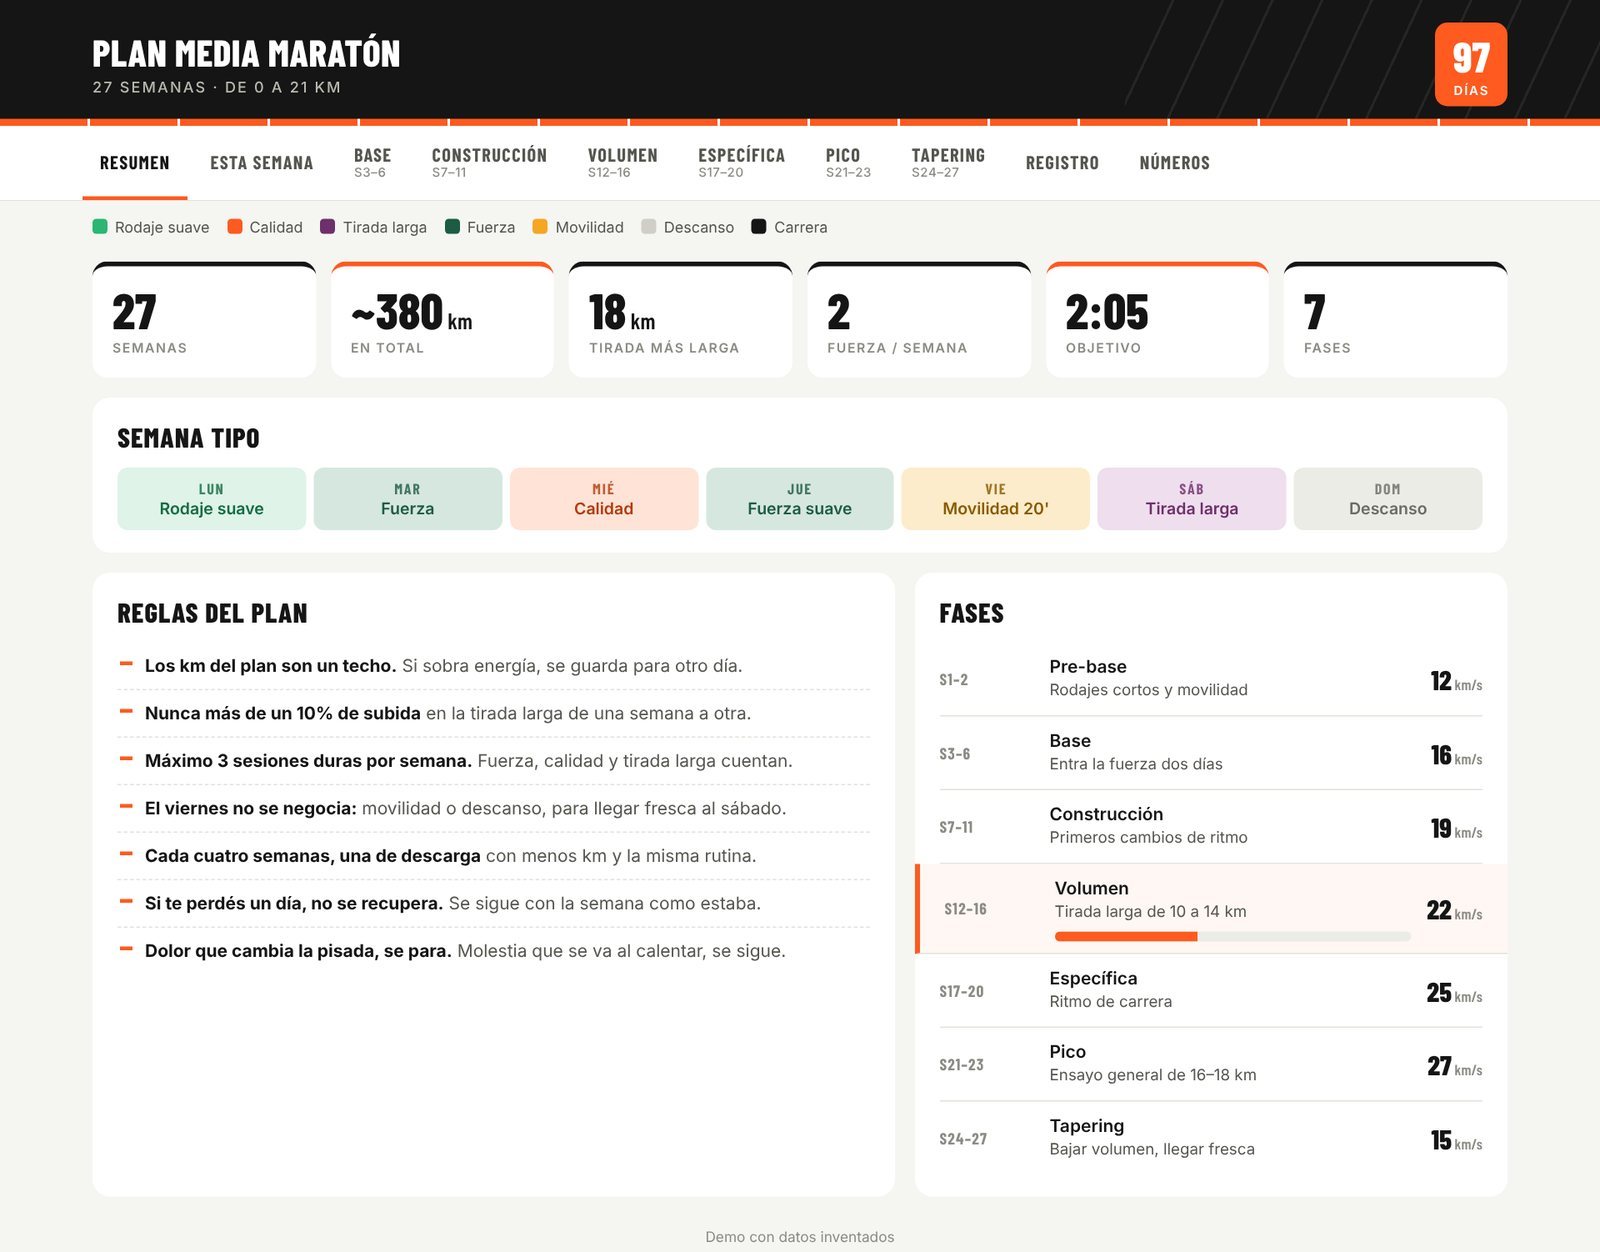 PLAN MEDIA MARATÓN
27 SEMANAS · DE 0 A 21 KM
97
DÍAS
RESUMEN
ESTA SEMANA
BASE
S3–6
CONSTRUCCIÓN
S7–11
VOLUMEN
S12–16
ESPECÍFICA
S17–20
PICO
S21–23
TAPERING
S24–27
REGISTRO
NÚMEROS
Rodaje suave
Calidad
Tirada larga
Fuerza
Movilidad
Descanso
Carrera
27
SEMANAS
~380 km
EN TOTAL
18 km
TIRADA MÁS LARGA
2
FUERZA / SEMANA
2:05
OBJETIVO
7
FASES
SEMANA TIPO
LUN
Rodaje suave
MAR
Fuerza
MIÉ
Calidad
JUE
Fuerza suave
VIE
Movilidad 20'
SÁB
Tirada larga
DOM
Descanso
REGLAS DEL PLAN
Los km del plan son un techo. Si sobra energía, se guarda para otro día.
Nunca más de un 10% de subida en la tirada larga de una semana a otra.
Máximo 3 sesiones duras por semana. Fuerza, calidad y tirada larga cuentan.
El viernes no se negocia: movilidad o descanso, para llegar fresca al sábado.
Cada cuatro semanas, una de descarga con menos km y la misma rutina.
Si te perdés un día, no se recupera. Se sigue con la semana como estaba.
Dolor que cambia la pisada, se para. Molestia que se va al calentar, se sigue.
FASES
S1–2
Pre-base
Rodajes cortos y movilidad
12 km/s
S3–6
Base
Entra la fuerza dos días
16 km/s
S7–11
Construcción
Primeros cambios de ritmo
19 km/s
S12–16
Volumen
Tirada larga de 10 a 14 km
22 km/s
S17–20
Específica
Ritmo de carrera
25 km/s
S21–23
Pico
Ensayo general de 16–18 km
27 km/s
S24–27
Tapering
Bajar volumen, llegar fresca
15 km/s
Demo con datos inventados